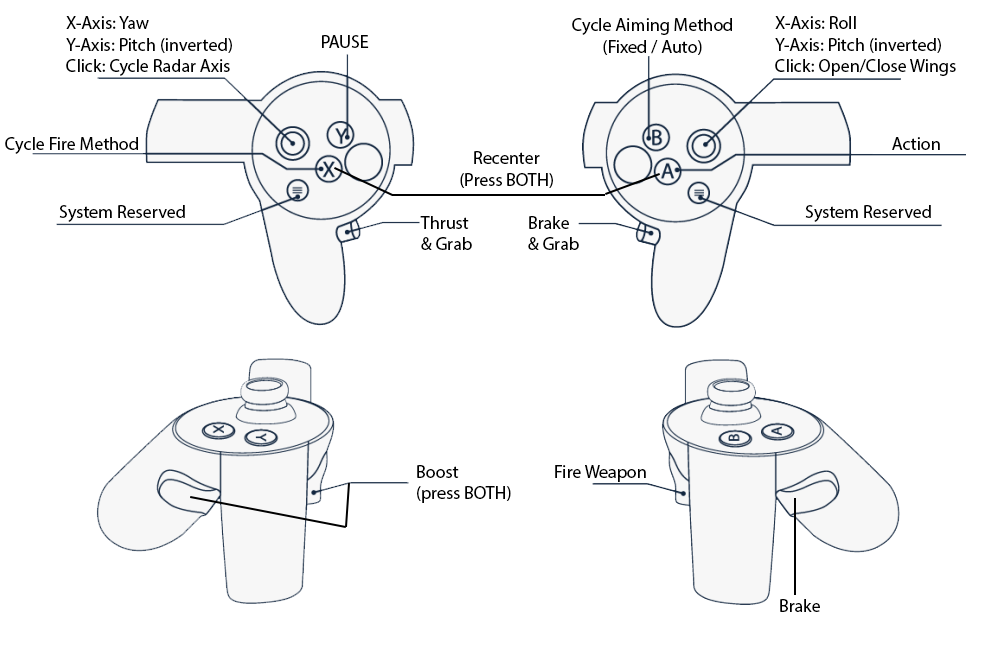 X-Axis: Yaw
Y-Axis: Pitch (inverted)
Click: Cycle Radar Axis
PAUSE
Cycle Aiming Method
(Fixed / Auto)
X-Axis: Roll
Y-Axis: Pitch (inverted)
Click: Open/Close Wings
Y
B
Cycle Fire Method
X
Recenter
(Press BOTH)
A
Action
System Reserved
Thrust
& Grab
Brake
& Grab
System Reserved
X
Y
B
A
Boost
(press BOTH)
Fire Weapon
Brake